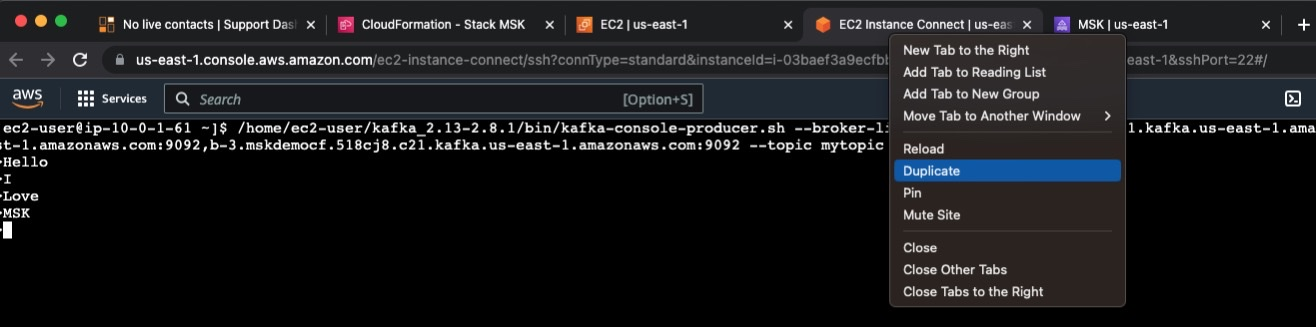 No live contacts | Support Das
CloudFormation - Stack MSK
EC2 | us-east-1
EC2 Instance Connect | us-eas
MSK | us-east-1
us-east-1.console.aws.amazon.com/ec2-instance-connect/ssh?connType=standard&instanceId=i-03baef3a9ecfb
east-1&sshPort=22#/
aws
Services
Search
[Option+S]
ec2-user@ip-10-0-1-61 ~]$ /home/ec2-user/kafka_2.13-2.8.1/bin/kafka-console-producer.sh --broker-li
1.kafka.us-east-1.ama
st-1.amazonaws.com:9092,b-3.mskdemocf.518cj8.c21.kafka.us-east-1.amazonaws.com:9092 --topic mytopic
>Hello
>I
>Love
>MSK
>
New Tab to the Right
Add Tab to Reading List
Add Tab to New Group
Move Tab to Another Window
Reload
Duplicate
Pin
Mute Site
Close
Close Other Tabs
Close Tabs to the Right